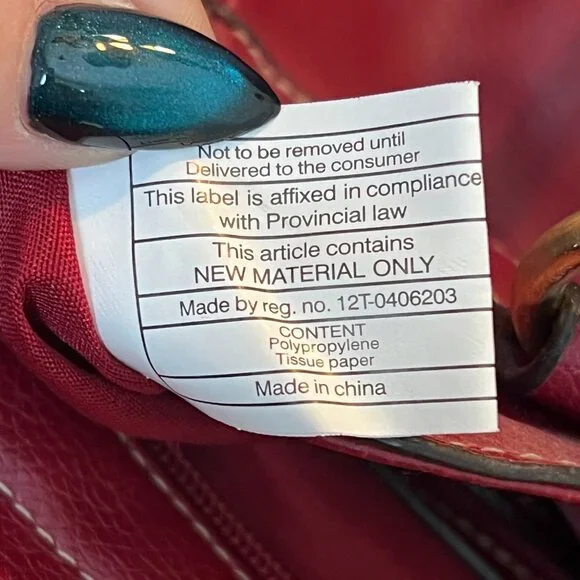 Not to be removed until
Delivered to the consumer
This label is affixed in compliance
with Provincial law
This article contains
NEW MATERIAL ONLY
Made by reg. no. 12T-0406203
CONTENT
Polypropylene
Tissue paper
Made in china